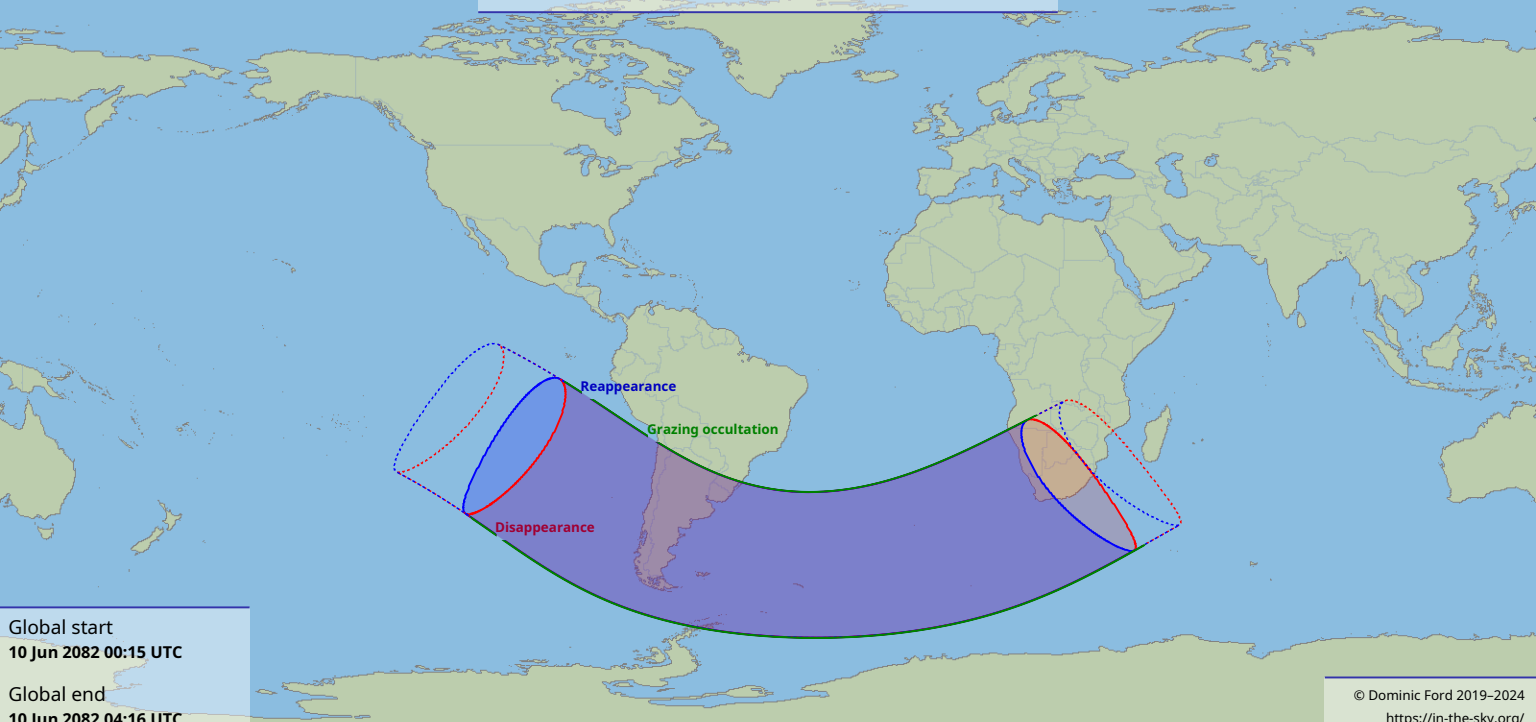 Reappearance
Grazing occultation
Disappearance
Global start
10 Jun 2082 00:15 UTC
Global end
10 Jun 2082 04:16 UTC
© Dominic Ford 2019–2024
https://in-the-sky.org/